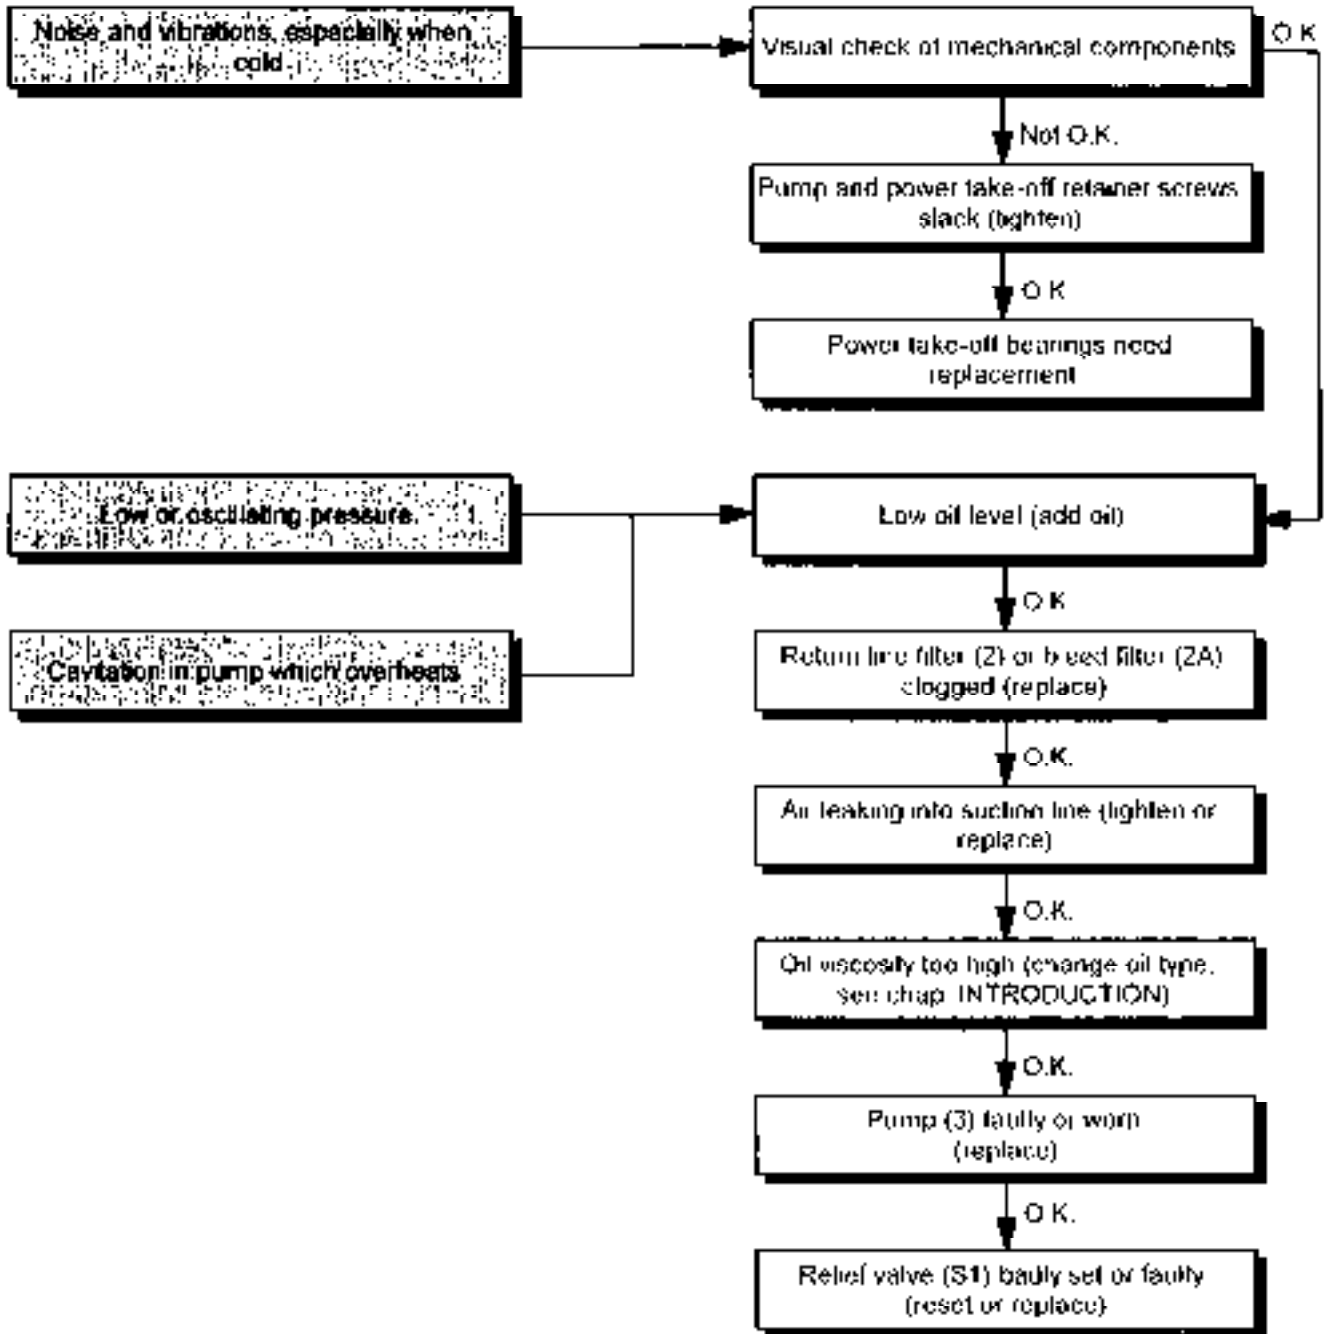 Noise and vibrations, especially when
cold
Visual check of mechanical components
O.K
Not O.K.
Pump and power take-off retainer screws
slack (tighten)
O.K
Power take-off bearings need
replacement
Low or oscillating pressure
Low oil level (add oil)
O.K
Cavitation in pump which overheats
Return line filter (2) or bleed filter (2A)
clogged (replace)
O.K.
Air leaking into suction line (tighten or
replace)
O.K.
Oil viscosity too high (change oil type,
see chap. INTRODUCTION)
O.K.
Pump (3) faulty or worn
(replace)
O.K.
Relief valve (S1) badly set or faulty
(reset or replace)